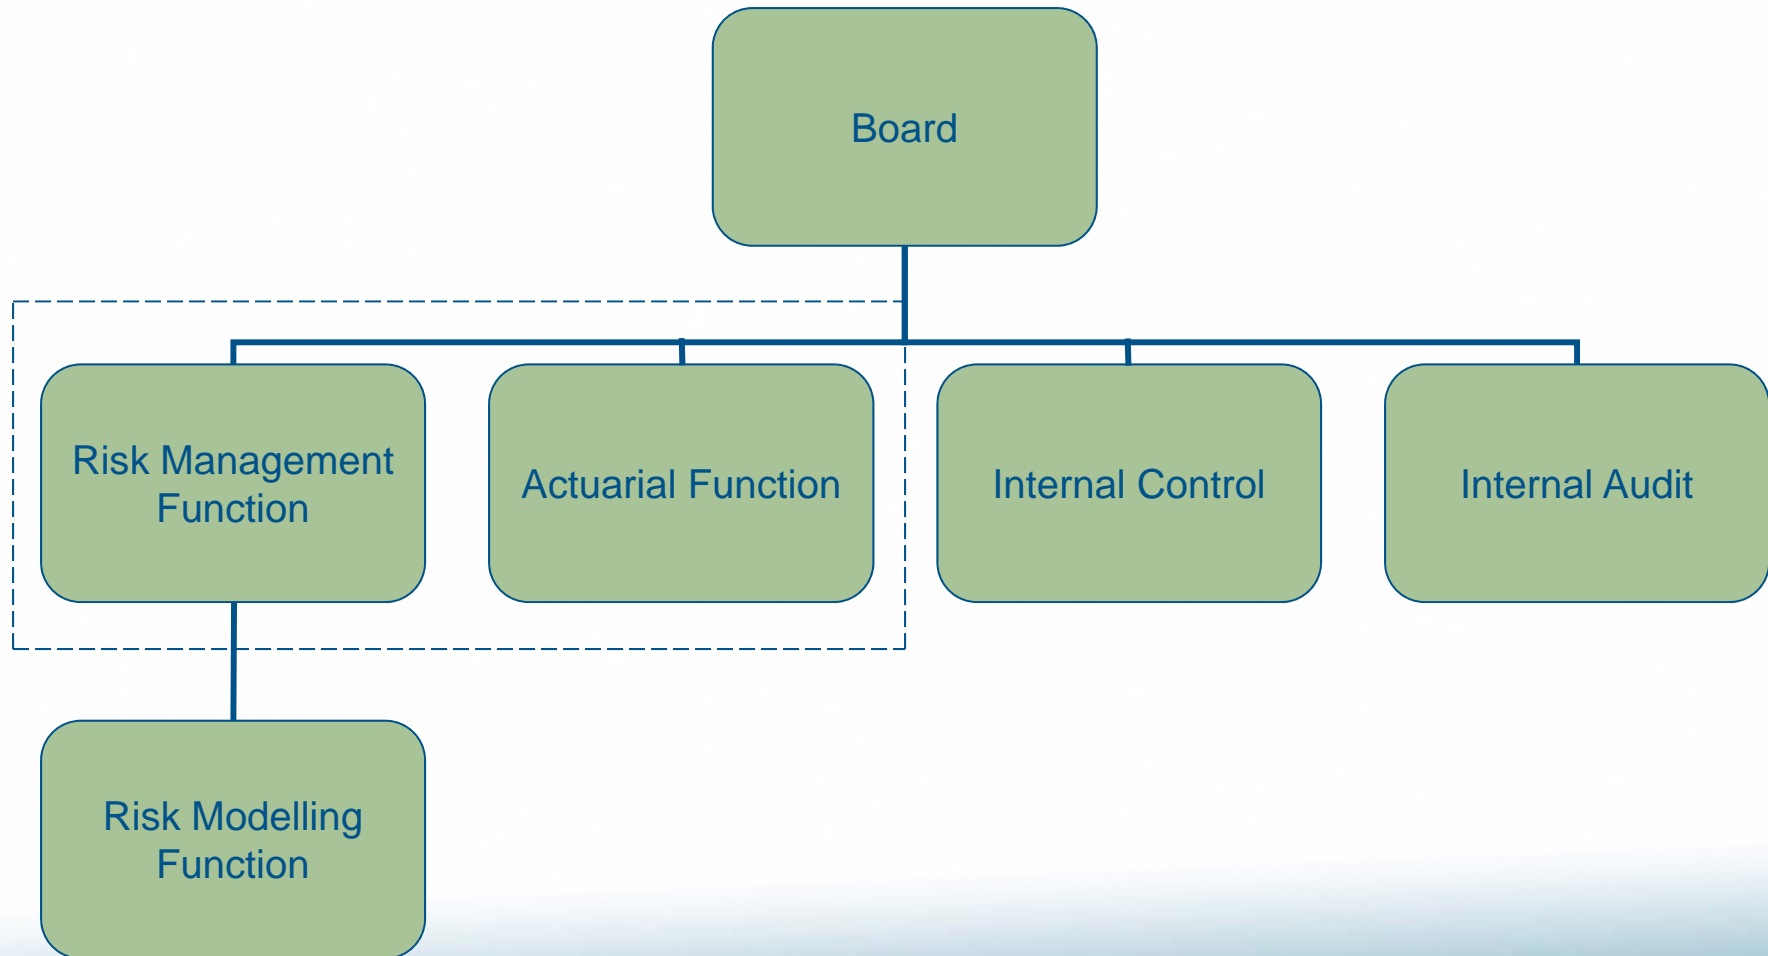 Board
Risk Management
Function
Actuarial Function
Internal Control
Internal Audit
Risk Modelling
Function